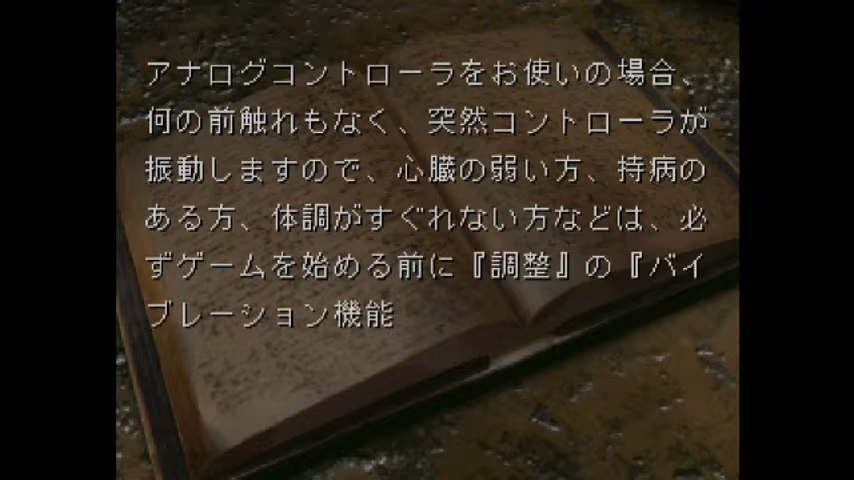 アナログコントローラをお使いの場合、
何の前触れもなく、突然コントローラが
振動しますので、心臓の弱い方、持病の
ある方、体調がすぐれない方などは、必
ずゲームを始める前に『調整』の『バイ
ブレーション機能